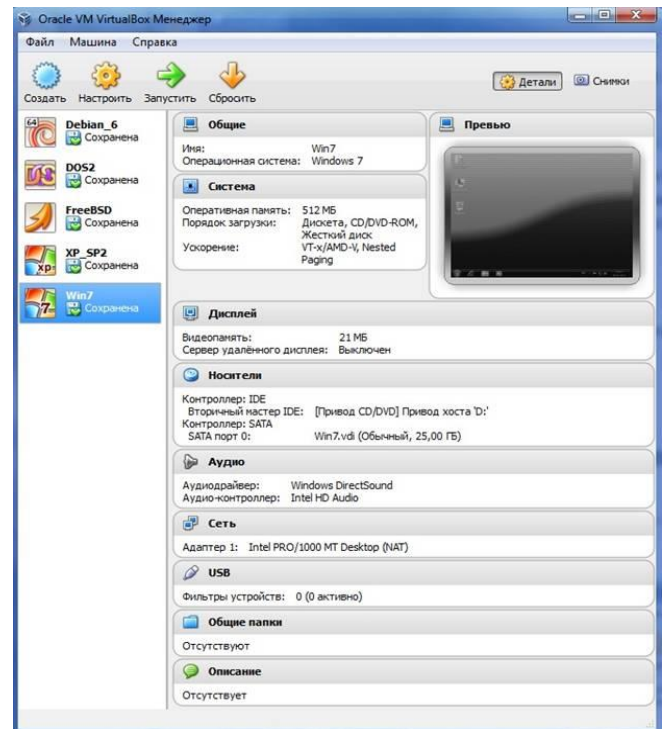 Oracle VM VirtualBox Менеджер
Файл Машина Справка
Создать Настроить Запустить Сбросить
Детали Снимки
64 Debian_6
Сохранена
DOS2
Сохранена
FreeBSD
Сохранена
XP_SP2
Сохранена
Win7
Сохранена
Общие
Имя: Win7
Операционная система: Windows 7
Система
Оперативная память: 512 МБ
Порядок загрузки: Дискета, CD/DVD-ROM,
Жесткий диск
Ускорение: VT-x/AMD-V, Nested
Paging
Превью
Дисплей
Видеопамять: 21 МБ
Сервер удалённого дисплея: Выключен
Носители
Контроллер: IDE
Вторичный мастер IDE: [Привод CD/DVD] Привод хоста 'D:'
Контроллер: SATA
SATA порт 0: Win7.vdi (Обычный, 25,00 ГБ)
Аудио
Аудиодрайвер: Windows DirectSound
Аудио-контроллер: Intel HD Audio
Сеть
Адаптер 1: Intel PRO/1000 MT Desktop (NAT)
USB
Фильтры устройств: 0 (0 активно)
Общие папки
Отсутствуют
Описание
Отсутствует